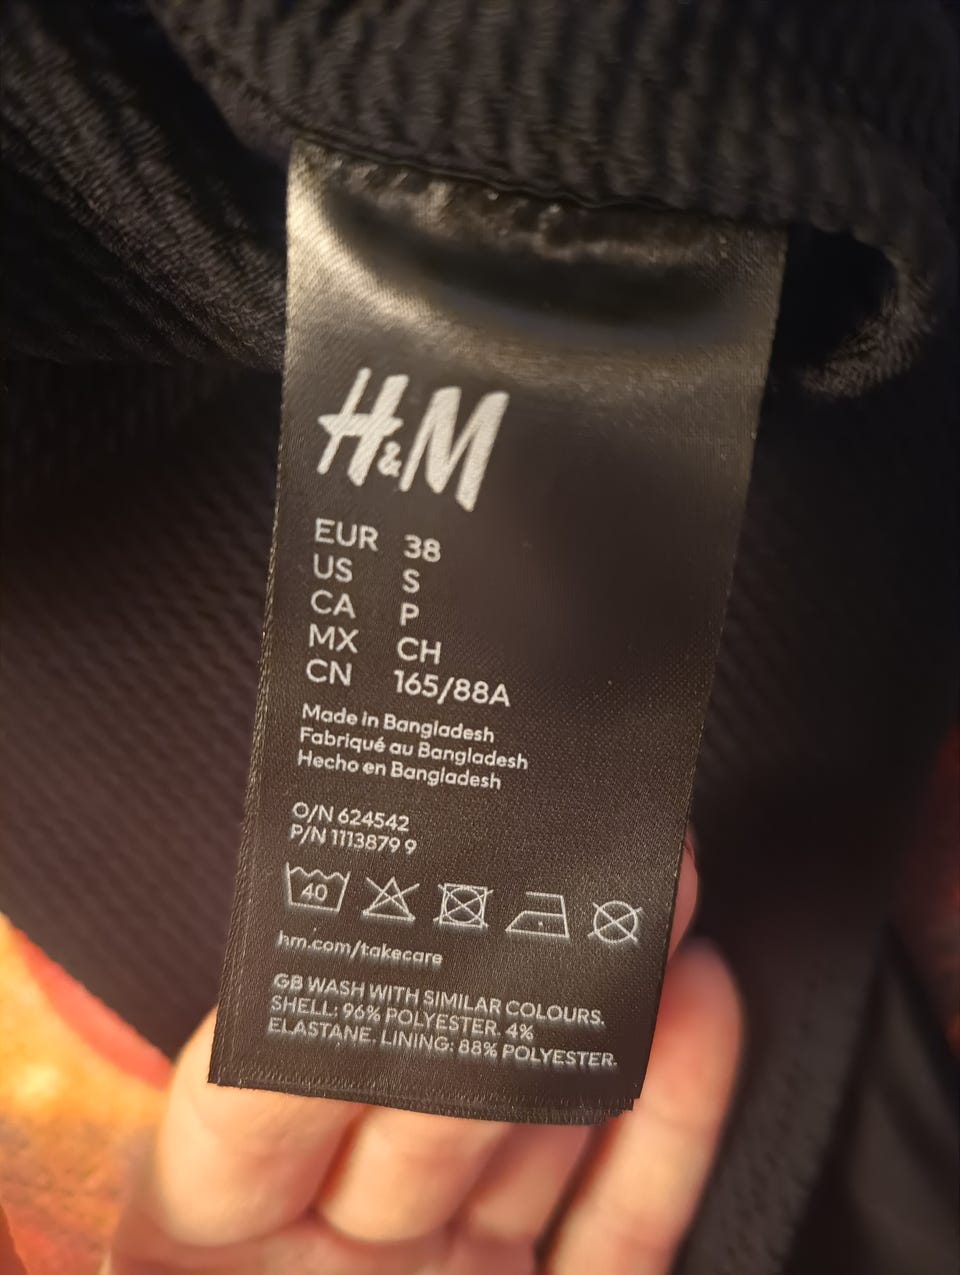 H&M
EUR 38
US S
CA P
MX CH
CN 165/88A
Made in Bangladesh
Fabriqué au Bangladesh
Hecho en Bangladesh
O/N 624542
P/N 1113879 9
40
hm.com/takecare
GB WASH WITH SIMILAR COLOURS.
SHELL: 96% POLYESTER. 4%
ELASTANE. LINING: 88% POLYESTER.